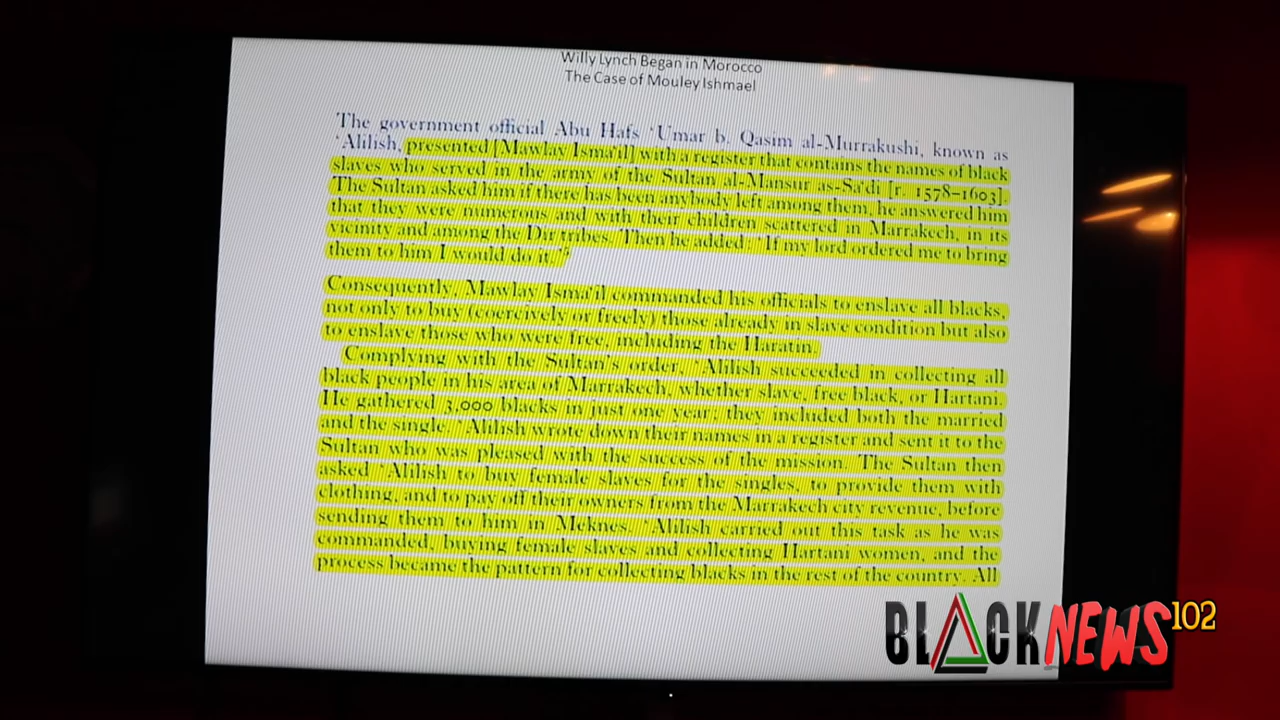 Willy Lynch Began in Morocco
The Case of Mouley Ishmael
The government official Abu Hafs ‘Umar b. Qasim al-Murrakushi, known as
‘Alilish, presented [Mawlay Isma‘il] with a register that contains the names of black
slaves who served in the army of the Sultan al-Mansur as-Sa‘di [r. 1578–1603].
The Sultan asked him if there has been anybody left among them, he answered him
that they were numerous and with their children scattered in Marrakech, in its
vicinity and among the Dir tribes. Then he added: ‘If my lord ordered me to bring
them to him I would do it.’²
Consequently, Mawlay Isma‘il commanded his officials to enslave all blacks,
not only to buy (coercively or freely) those already in slave condition but also
to enslave those who were free, including the Haratin.
Complying with the Sultan's order, ‘Alilish succeeded in collecting all
black people in his area of Marrakech, whether slave, free black, or Hartani.
He gathered 3,000 blacks in just one year; they included both the married
and the single. ‘Alilish wrote down their names in a register and sent it to the
Sultan who was pleased with the success of the mission. The Sultan then
asked ‘Alilish to buy female slaves for the singles, to provide them with
clothing, and to pay off their owners from the Marrakech city revenue, before
sending them to him in Meknes. ‘Alilish carried out this task as he was
commanded, buying female slaves and collecting Hartani women, and the
process became the pattern for collecting blacks in the rest of the country. All
BLACK NEWS 102